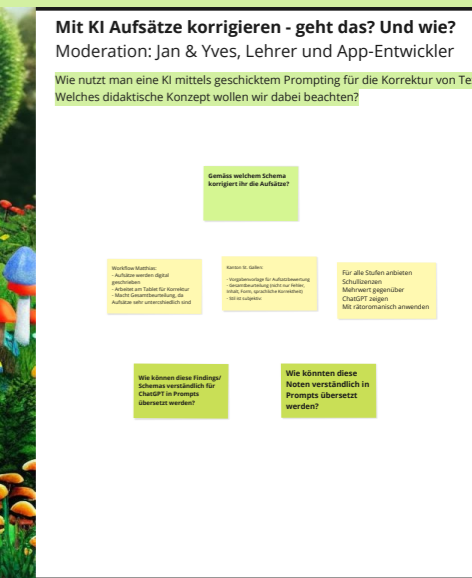 Mit KI Aufsätze korrigieren - geht das? Und wie?
Moderation: Jan & Yves, Lehrer und App-Entwickler
Wie nutzt man eine KI mittels geschicktem Prompting für die Korrektur von
Welches didaktische Konzept wollen wir dabei beachten?
Gemäss welchem Schema
korrigiert ihr die Aufsätze?
Workflow Matthias:
- Aufsätze werden digital
geschrieben
- Arbeitet am Tablet für Korrektur
- Macht Gesamtbeurteilung, da
Aufsätze sehr unterschiedlich sind
Kanton St. Gallen:
- Vorgabenvorlage für Aufsatzbewertung
- Gesamtbeurteilung (nicht nur Fehler,
Inhalt, Form, sprachliche Korrektheit)
- Stil ist subjektiv
Für alle Stufen anbieten
Schullizenzen
Mehrwert gegenüber
ChatGPT zeigen
Mit rätoromanisch anwenden
Wie können diese Findings/
Schemas verständlich für
ChatGPT in Prompts
übersetzt werden?
Wie könnten diese
Noten verständlich in
Prompts übersetzt
werden?